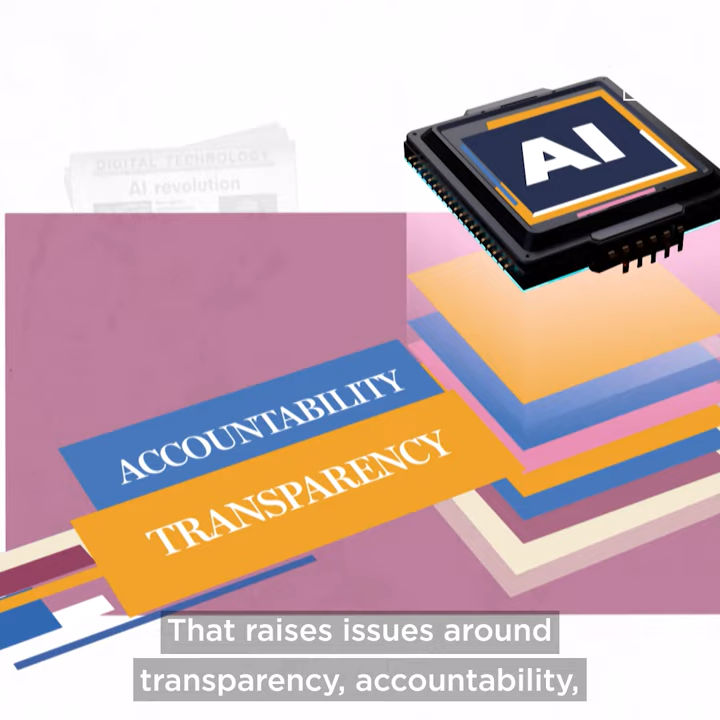 DIGITAL TECHNOLOGY
AI revolution
AI
ACCOUNTABILITY
TRANSPARENCY
That raises issues around
transparency, accountability,